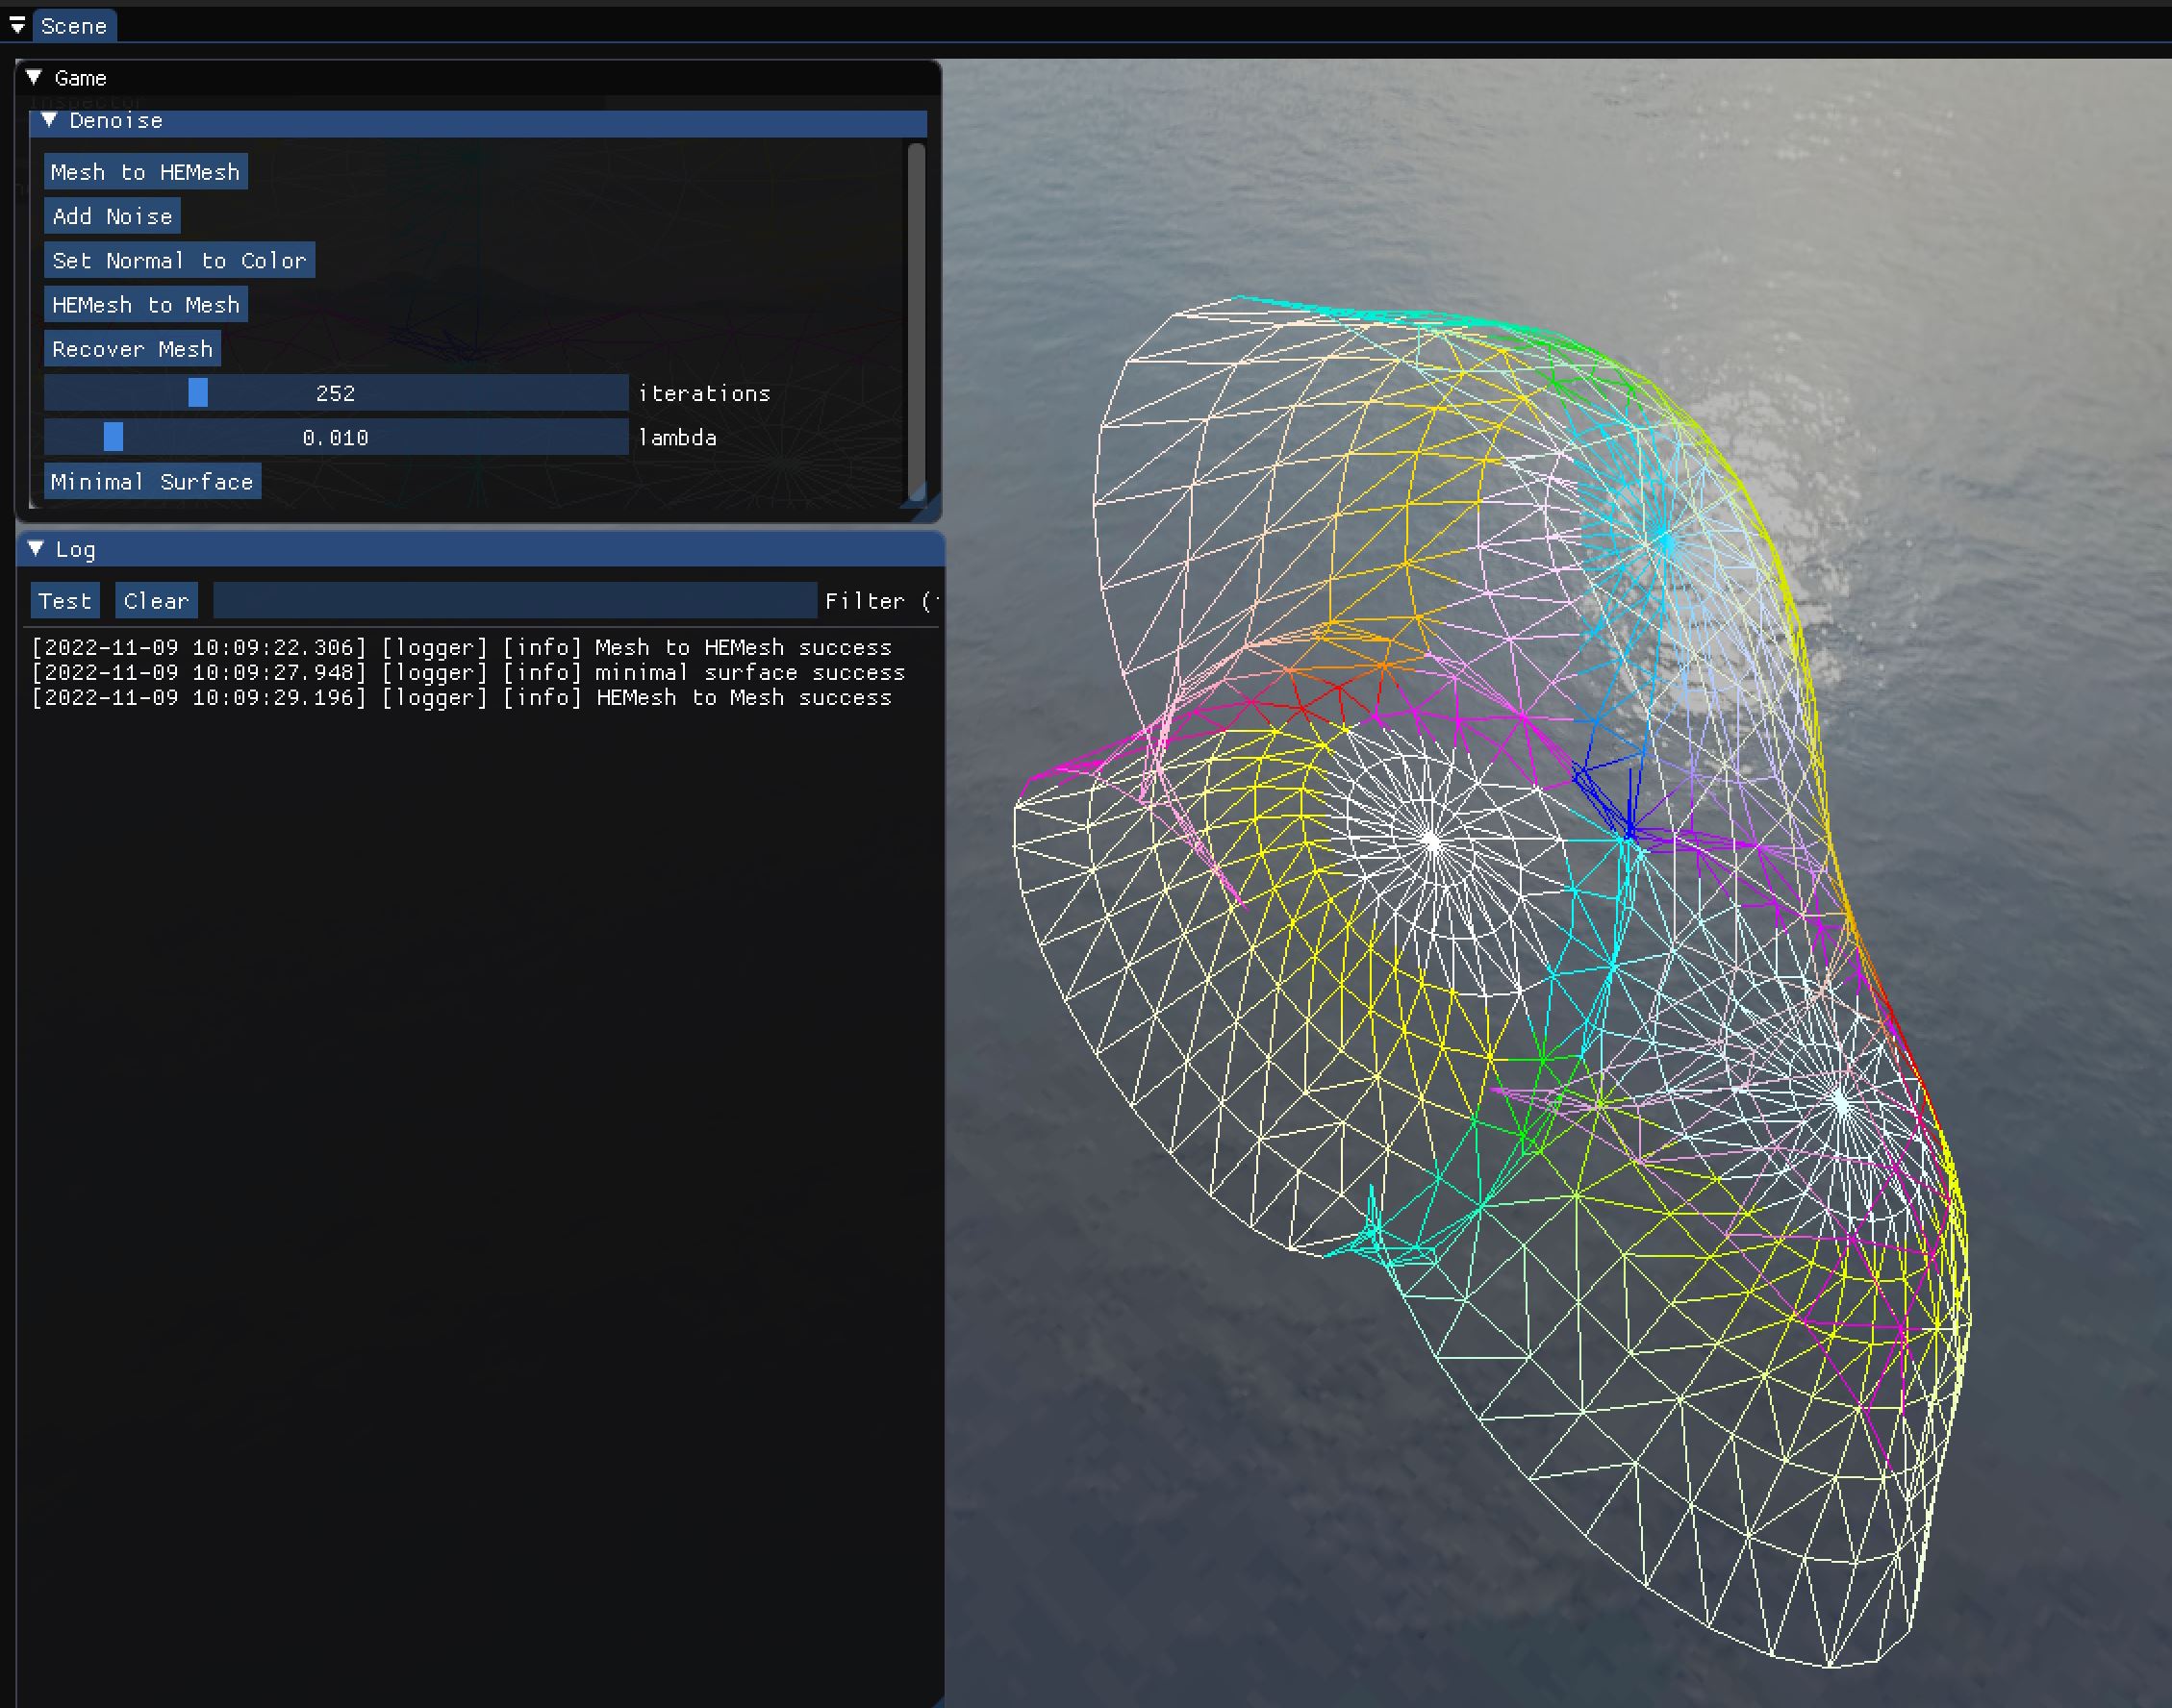 Scene
Game
Inspector
Denoise
Mesh to HEMesh
Add Noise
Set Normal to Color
HEMesh to Mesh
Recover Mesh
252 iterations
0.010 lambda
Minimal Surface
Log
Test Clear Filter (
[2022-11-09 10:09:22.306] [logger] [info] Mesh to HEMesh success
[2022-11-09 10:09:27.948] [logger] [info] minimal surface success
[2022-11-09 10:09:29.196] [logger] [info] HEMesh to Mesh success